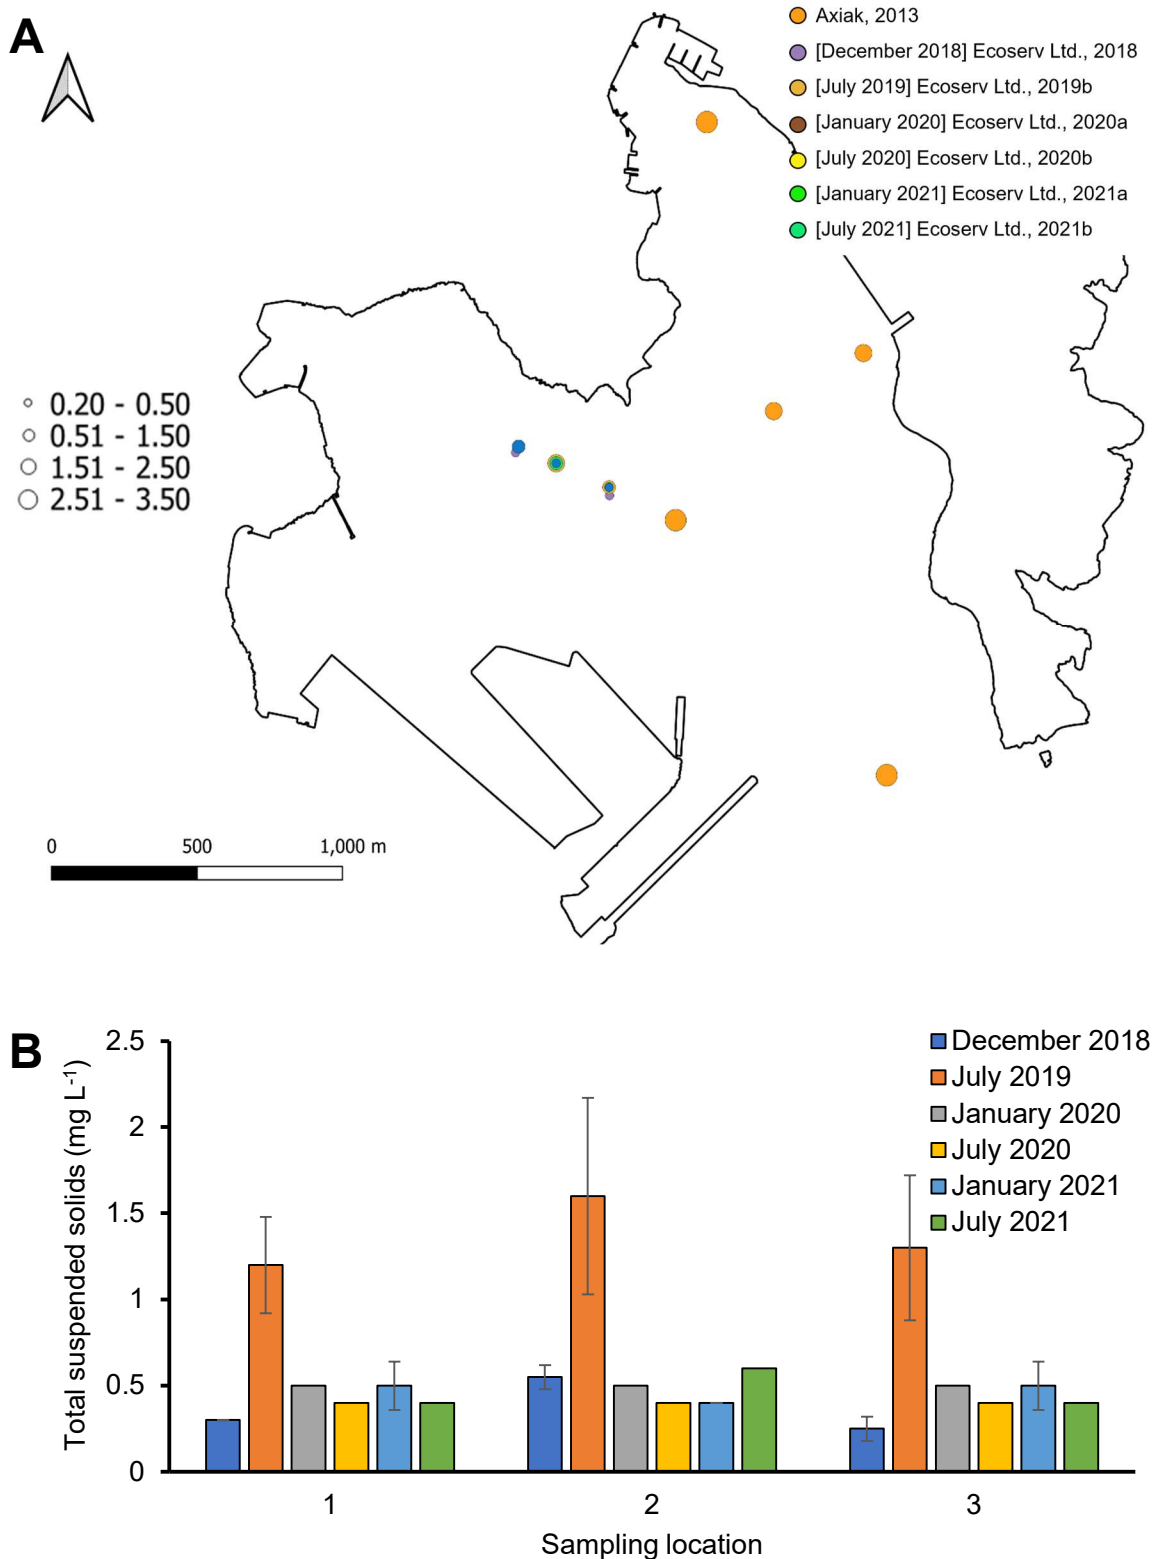 A
Axiak, 2013
[December 2018] Ecoserv Ltd., 2018
[July 2019] Ecoserv Ltd., 2019b
[January 2020] Ecoserv Ltd., 2020a
[July 2020] Ecoserv Ltd., 2020b
[January 2021] Ecoserv Ltd., 2021a
[July 2021] Ecoserv Ltd., 2021b
0.20 - 0.50
0.51 - 1.50
1.51 - 2.50
2.51 - 3.50
0 500 1,000 m
B
Total suspended solids (mg L⁻¹)
2.5
2
1.5
1
0.5
0
December 2018
July 2019
January 2020
July 2020
January 2021
July 2021
1 2 3
Sampling location